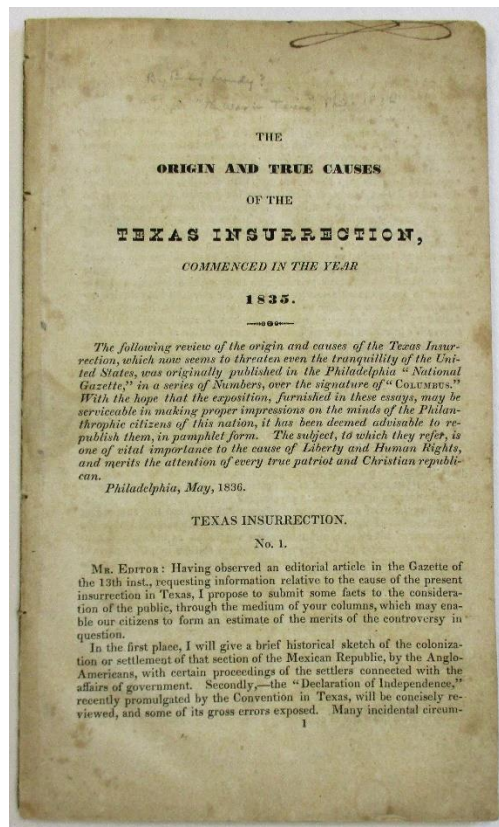 THE
ORIGIN AND TRUE CAUSES
OF THE
TEXAS INSURRECTION,
COMMENCED IN THE YEAR
1835.
The following review of the origin and causes of the Texas Insur-
rection, which now seems to threaten even the tranquillity of the Uni-
ted States, was originally published in the Philadelphia "National
Gazette," in a series of Numbers, over the signature of "COLUMBUS."
With the hope that the exposition, furnished in these essays, may be
serviceable in making proper impressions on the minds of the Philan-
throphic citizens of this nation, it has been deemed advisable to re-
publish them, in pamphlet form. The subject, to which they refer, is
one of vital importance to the cause of Liberty and Human Rights,
and merits the attention of every true patriot and Christian republi-
can.
Philadelphia, May, 1836.
TEXAS INSURRECTION.
No. 1.
MR. EDITOR: Having observed an editorial article in the Gazette of
the 13th inst., requesting information relative to the cause of the present
insurrection in Texas, I propose to submit some facts to the considera-
tion of the public, through the medium of your columns, which may ena-
ble our citizens to form an estimate of the merits of the controversy in
question.
In the first place, I will give a brief historical sketch of the coloniza-
tion or settlement of that section of the Mexican Republic, by the Anglo-
Americans, with certain proceedings of the settlers connected with the
affairs of government. Secondly,—the "Declaration of Independence,"
recently promulgated by the Convention in Texas, will be concisely re-
viewed, and some of its gross errors exposed. Many incidental circum-
1